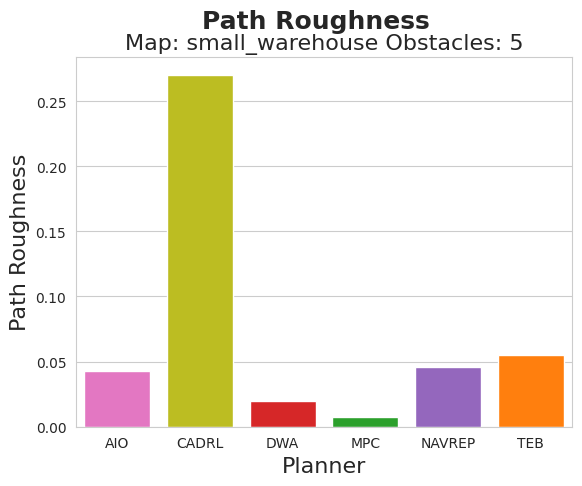 Path Roughness
Map: small_warehouse Obstacles: 5
Path Roughness
0.25
0.20
0.15
0.10
0.05
0.00
AIO CADRL DWA MPC NAVREP TEB
Planner